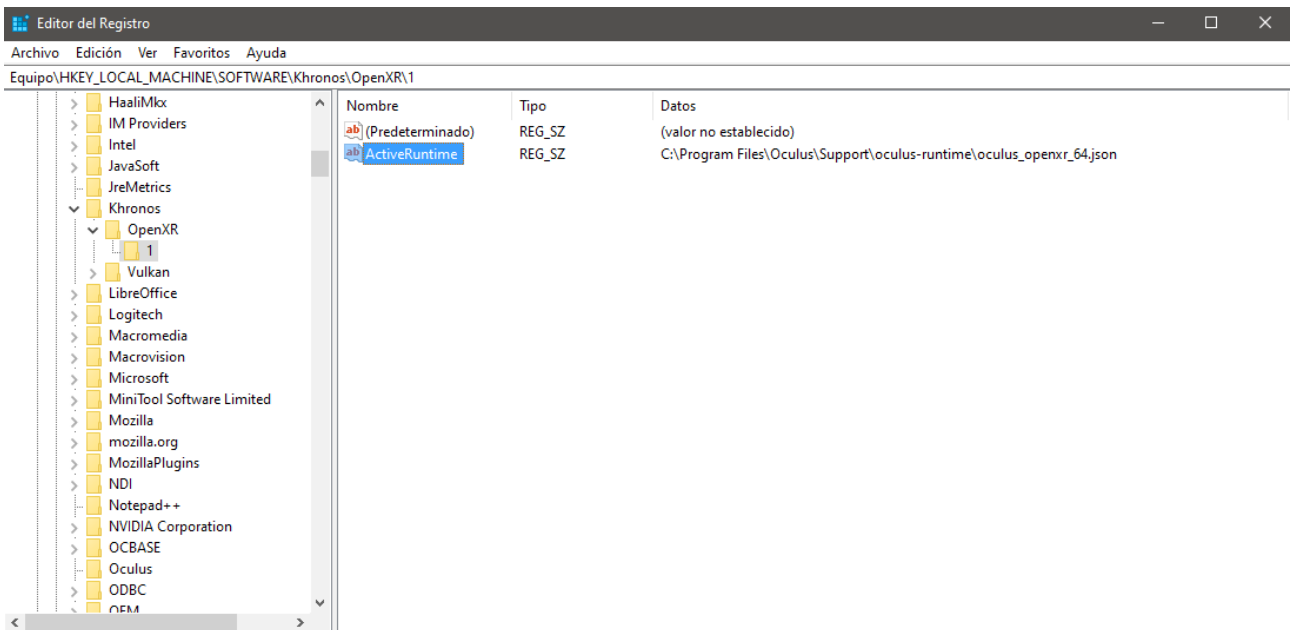 Editor del Registro
Archivo Edición Ver Favoritos Ayuda
Equipo\HKEY_LOCAL_MACHINE\SOFTWARE\Khronos\OpenXR\1
HaaliMkx
IM Providers
Intel
JavaSoft
JreMetrics
Khronos
OpenXR
1
Vulkan
LibreOffice
Logitech
Macromedia
Macrovision
Microsoft
MiniTool Software Limited
Mozilla
mozilla.org
MozillaPlugins
NDI
Notepad++
NVIDIA Corporation
OCBASE
Oculus
ODBC
OEM
Nombre Tipo Datos
(Predeterminado) REG_SZ (valor no establecido)
ActiveRuntime REG_SZ C:\Program Files\Oculus\Support\oculus-runtime\oculus_openxr_64.json